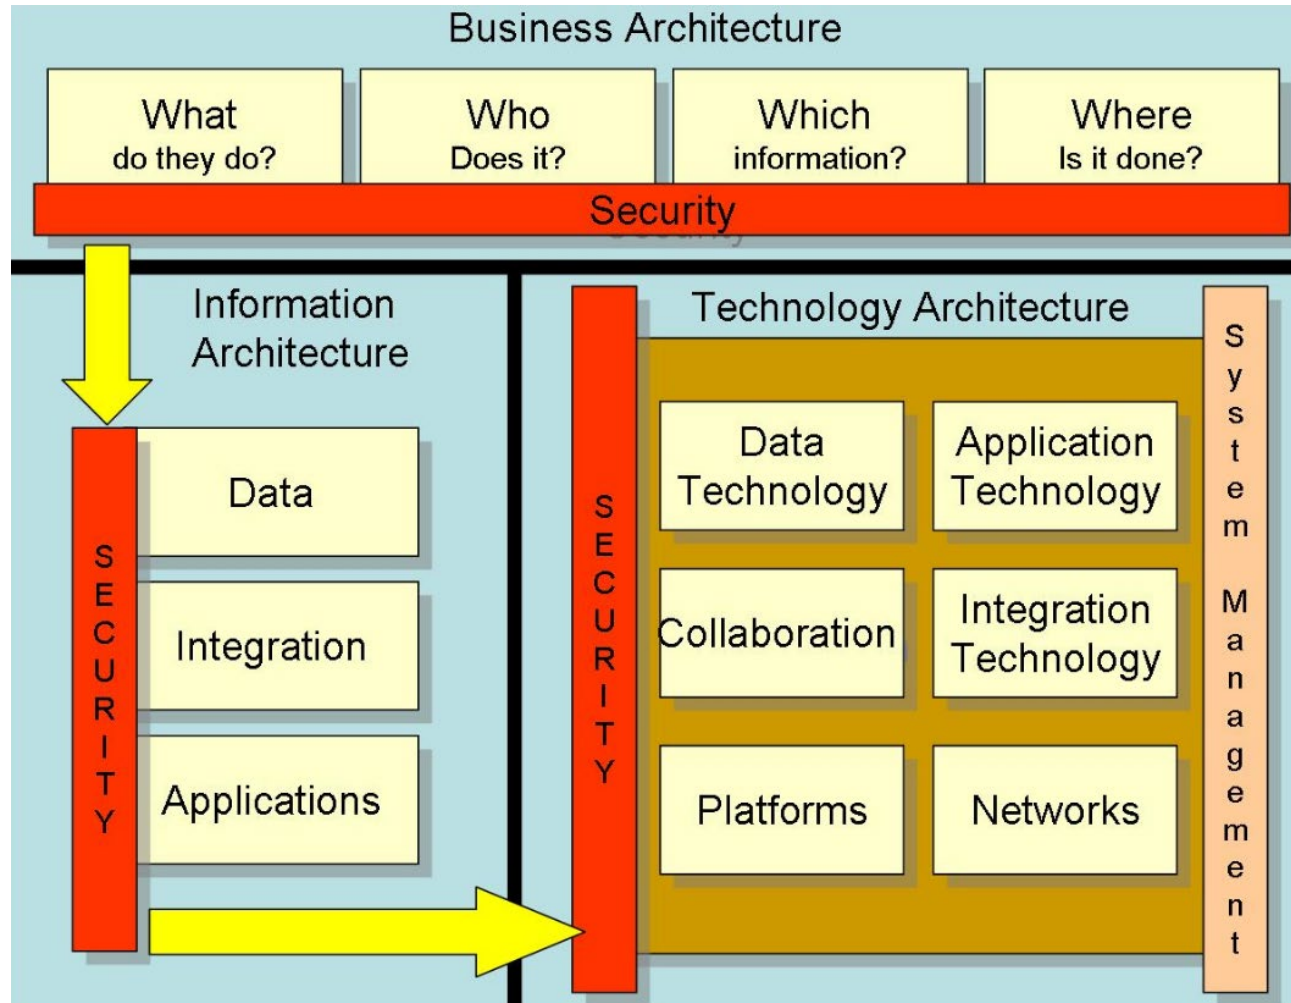 Business Architecture
What
do they do?
Who
Does it?
Which
information?
Where
Is it done?
Security
Information
Architecture
SECURITY
Data
Integration
Applications
Technology Architecture
SECURITY
Data
Technology
Application
Technology
Collaboration
Integration
Technology
Platforms
Networks
System Management